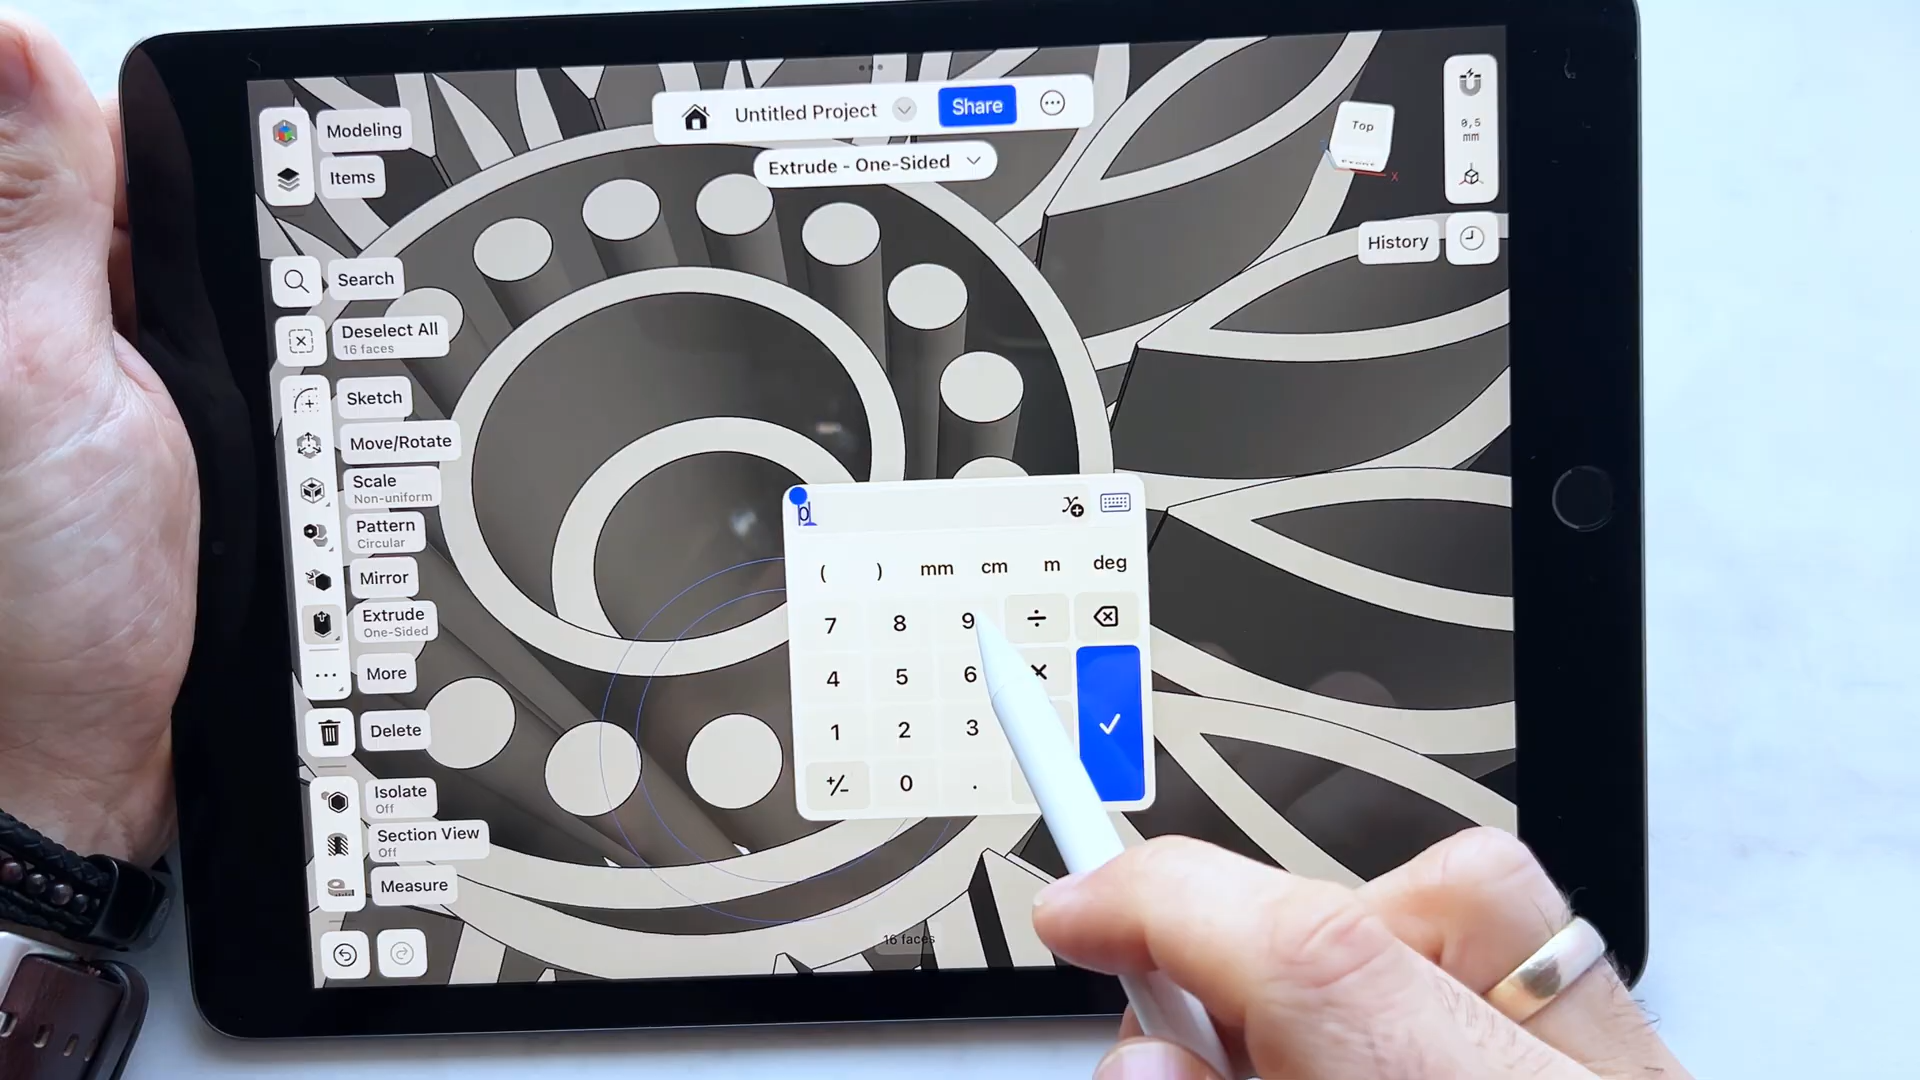 Untitled Project
Share
Extrude - One-Sided
Modeling
Items
Top
X
0,5
mm
History
Search
Deselect All
16 faces
Sketch
Move/Rotate
Scale
Non-uniform
Pattern
Circular
Mirror
Extrude
One-Sided
More
Delete
Isolate
Off
Section View
Off
Measure
( ) mm cm m deg
7 8 9 ÷
4 5 6 ×
1 2 3
+/- 0 .
16 faces